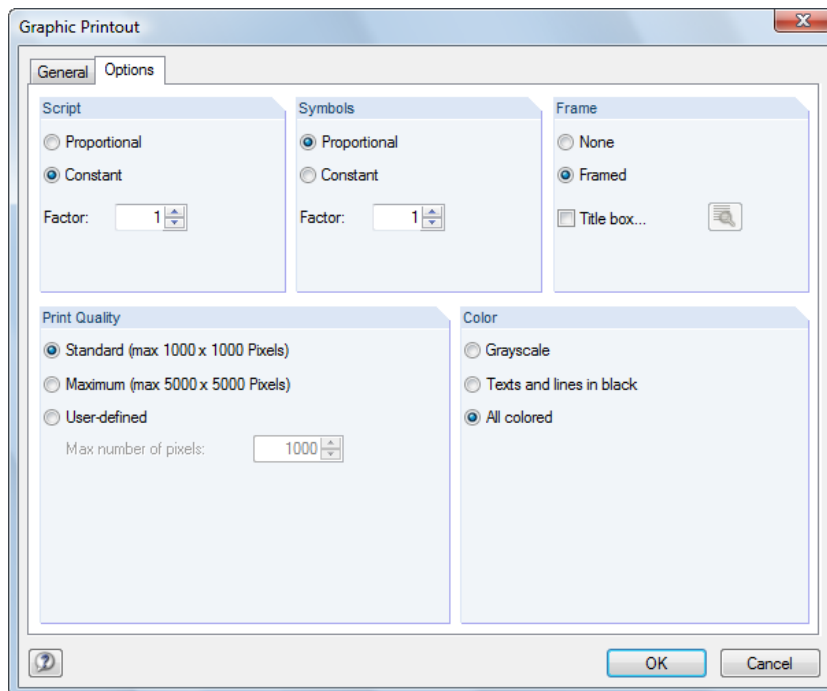 Graphic Printout
General
Options
Script
Proportional
Constant
Factor: 1
Symbols
Proportional
Constant
Factor: 1
Frame
None
Framed
Title box...
Print Quality
Standard (max 1000 x 1000 Pixels)
Maximum (max 5000 x 5000 Pixels)
User-defined
Max number of pixels: 1000
Color
Grayscale
Texts and lines in black
All colored
OK
Cancel